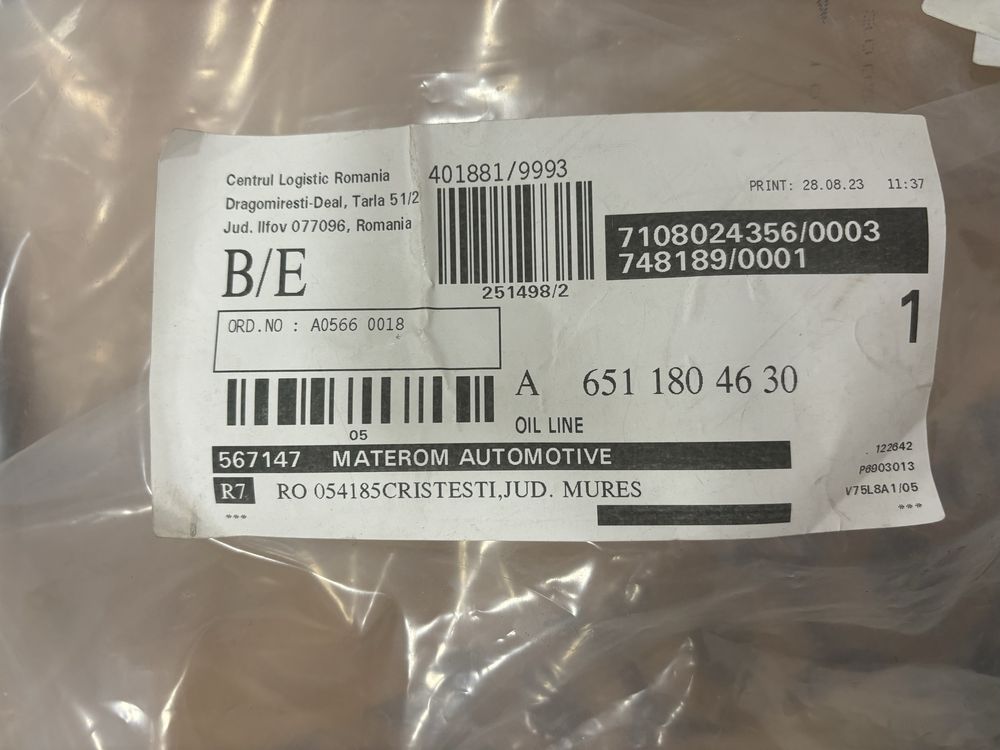 Centrul Logistic Romania
Dragomiresti-Deal, Tarla 51/2
Jud. Ilfov 077096, Romania
B/E
401881/9993
251498/2
PRINT: 28.08.23 11:37
7108024356/0003
748189/0001
1
ORD.NO : A0566 0018
05
A 651 180 46 30
OIL LINE
567147 MATEROM AUTOMOTIVE
R7 RO 054185CRISTESTI,JUD. MURES
***
122642
P6903013
V75L8A1/05
***